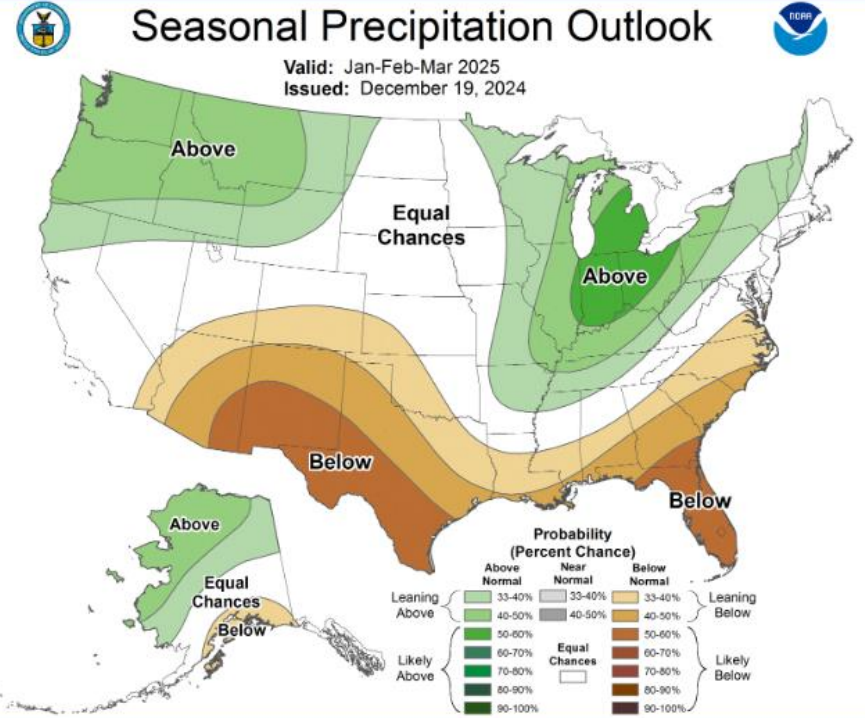 Seasonal Precipitation Outlook
NOAA
Valid: Jan-Feb-Mar 2025
Issued: December 19, 2024
Above
Equal
Chances
Above
Below
Below
Above
Equal
Chances
Below
Probability
(Percent Chance)
Above
Normal
Near
Normal
Below
Normal
Leaning
Above
33-40%
33-40%
33-40%
Leaning
Below
40-50%
40-50%
40-50%
Likely
Above
50-60%
50-60%
60-70%
60-70%
70-80%
70-80%
80-90%
80-90%
90-100%
90-100%
Equal
Chances
Likely
Below